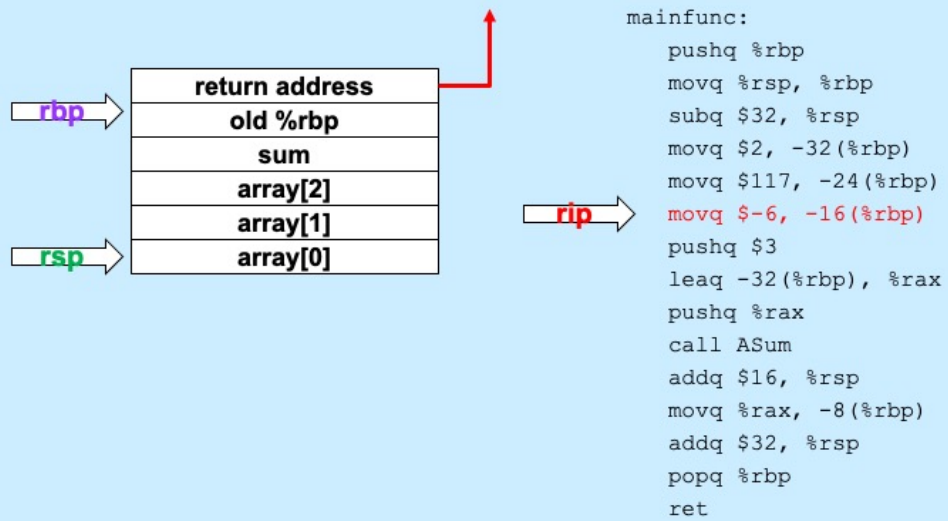 return address
old %rbp
sum
array[2]
array[1]
array[0]
rbp
rsp
rip
mainfunc:
pushq %rbp
movq %rsp, %rbp
subq $32, %rsp
movq $2, -32(%rbp)
movq $117, -24(%rbp)
movq $-6, -16(%rbp)
pushq $3
leaq -32(%rbp), %rax
pushq %rax
call ASum
addq $16, %rsp
movq %rax, -8(%rbp)
addq $32, %rsp
popq %rbp
ret